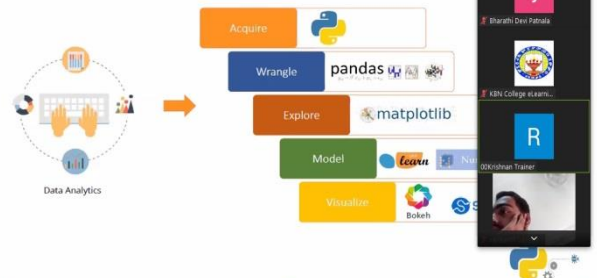 Acquire
Wrangle
pandas
Explore
matplotlib
Model
learn
Nu
Visualize
Bokeh
S
Data Analytics
Bharathi Devi Patnala
KBN College eLearni...
R
00Krishnan Trainer